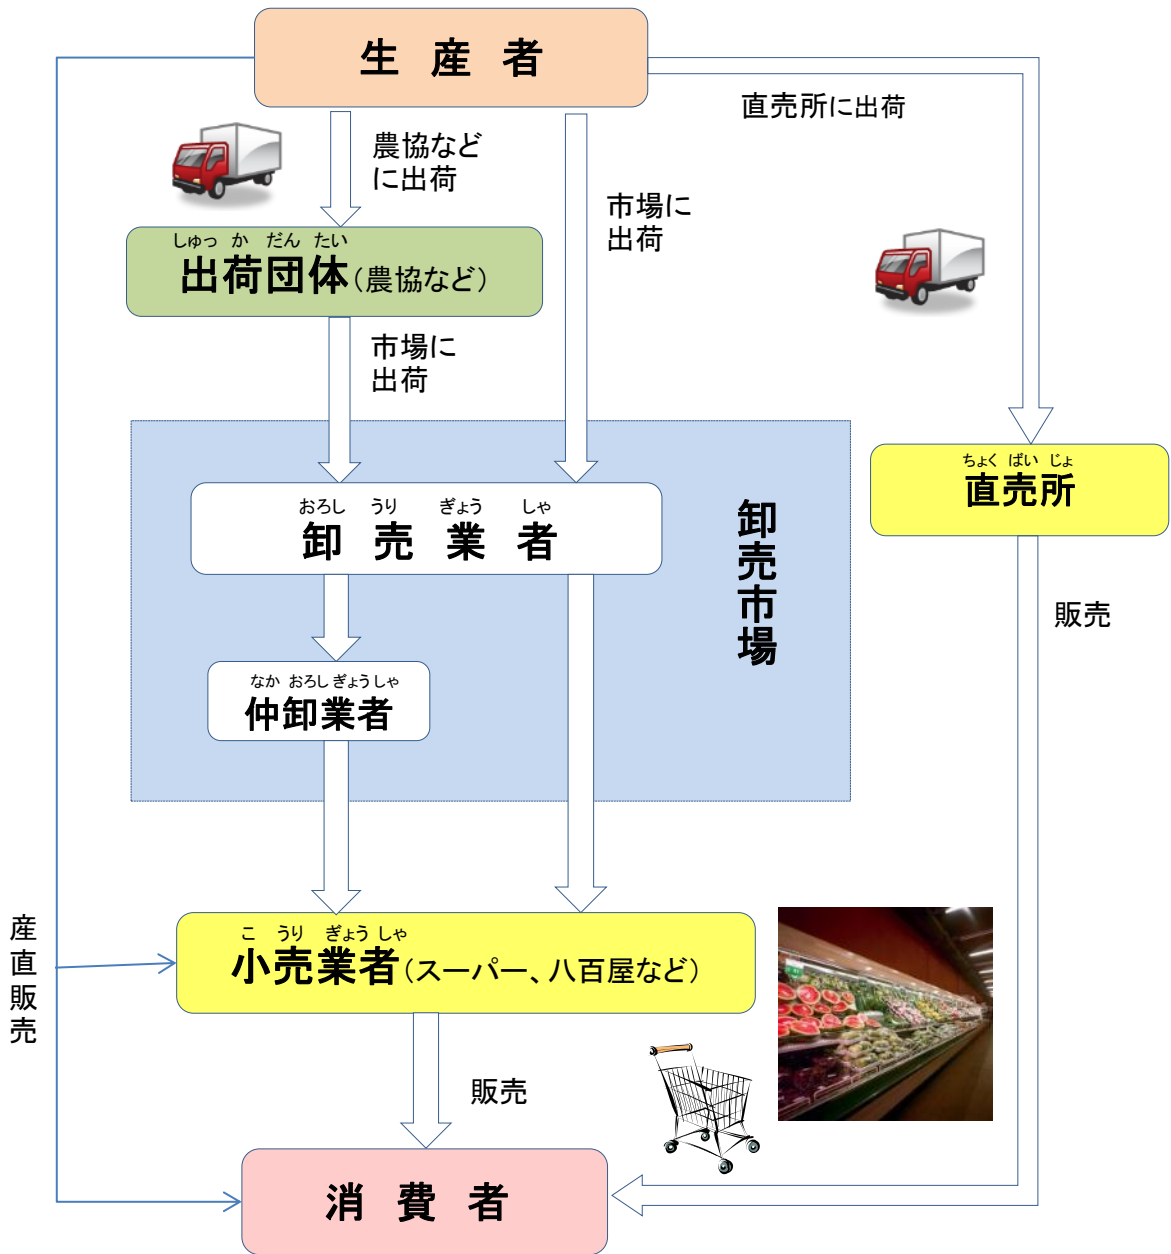 生産者
直売所に出荷
農協など
に出荷
市場に
出荷
しゅっ か だん たい
出荷団体(農協など)
市場に
出荷
ちょく ばい じょ
直売所
おろし うり ぎょう しゃ
卸売業者
卸売市場
販売
なか おろし ぎょう しゃ
仲卸業者
産直販売
こ うり ぎょう しゃ
小売業者(スーパー、八百屋など)
販売
消費者